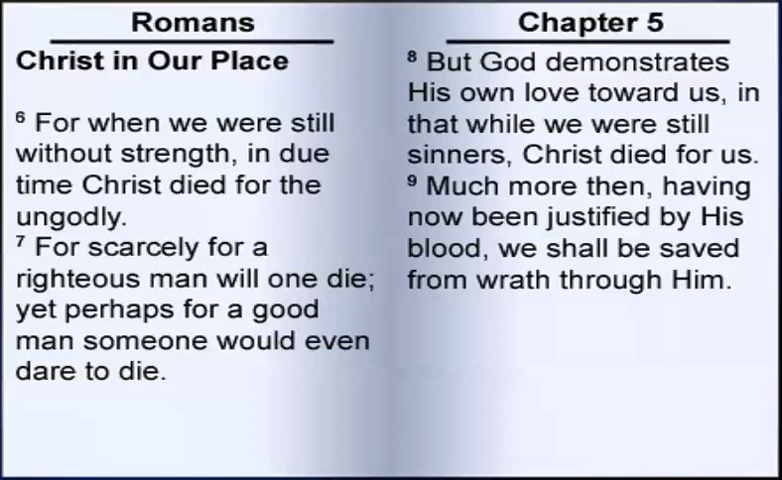 Romans
Christ in Our Place
⁶ For when we were still
without strength, in due
time Christ died for the
ungodly.
⁷ For scarcely for a
righteous man will one die;
yet perhaps for a good
man someone would even
dare to die.
Chapter 5
⁸ But God demonstrates
His own love toward us, in
that while we were still
sinners, Christ died for us.
⁹ Much more then, having
now been justified by His
blood, we shall be saved
from wrath through Him.